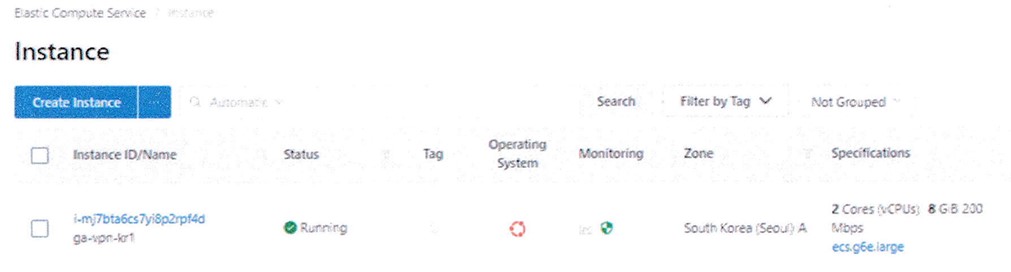 Elastic Compute Service / Instance
Instance
Create Instance ... Automatic Search Filter by Tag Not Grouped
Instance ID/Name Status Tag Operating System Monitoring Zone Specifications
i-mj7bta6cs7yi8p2rpf4d
ga-vpn-kr1
Running
South Korea (Seoul) A
2 Cores (vCPUs) 8 GiB 200
Mbps
ecs.g6e.large